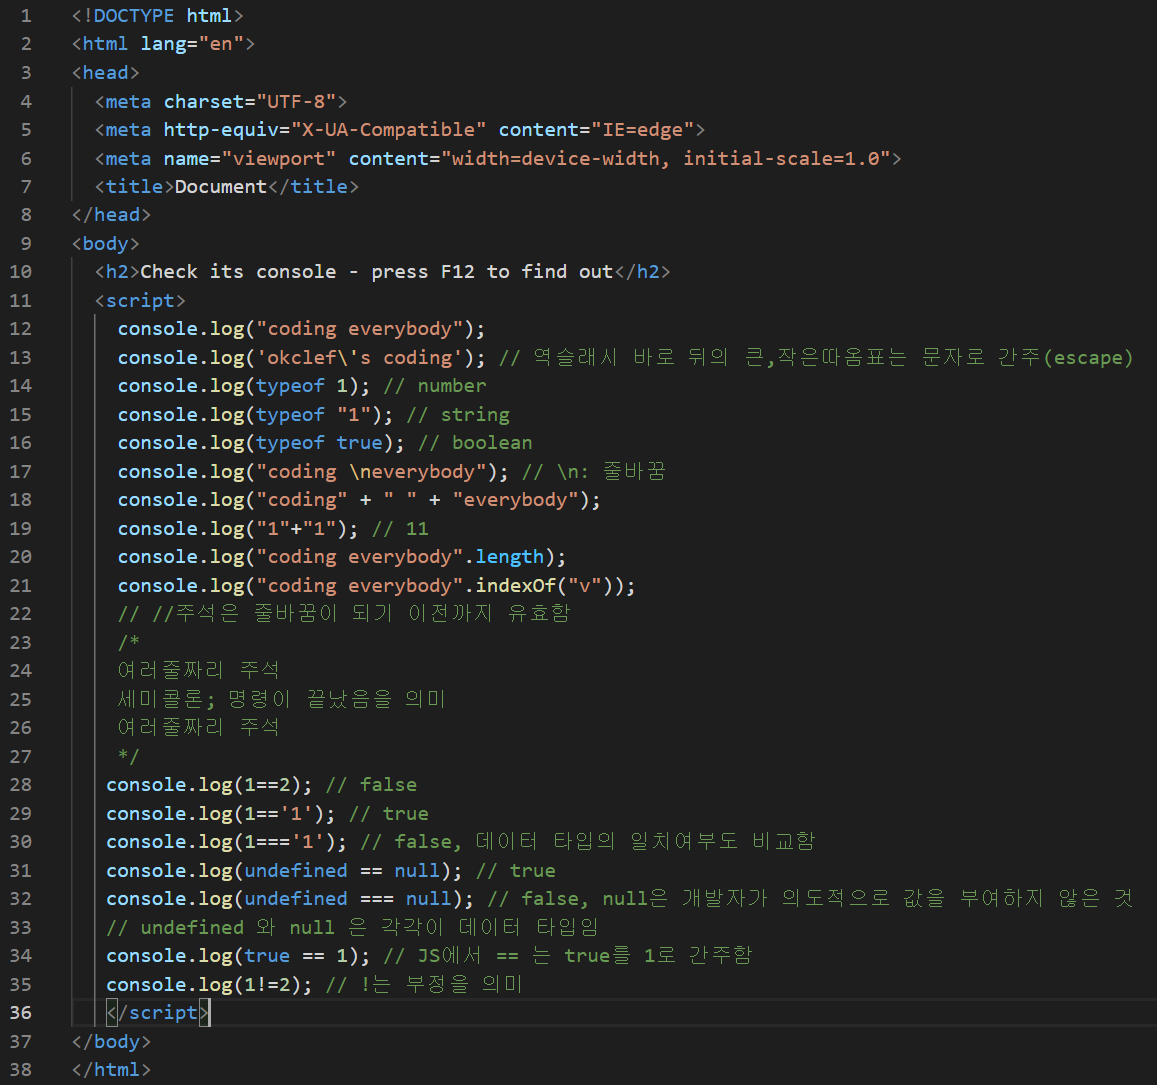 1 <!DOCTYPE html>
2 <html lang="en">
3 <head>
4   <meta charset="UTF-8">
5   <meta http-equiv="X-UA-Compatible" content="IE=edge">
6   <meta name="viewport" content="width=device-width, initial-scale=1.0">
7   <title>Document</title>
8 </head>
9 <body>
10   <h2>Check its console - press F12 to find out</h2>
11   <script>
12     console.log("coding everybody");
13     console.log('okclef\'s coding'); // 역슬래시 바로 뒤의 큰,작은따옴표는 문자로 간주(escape)
14     console.log(typeof 1); // number
15     console.log(typeof "1"); // string
16     console.log(typeof true); // boolean
17     console.log("coding \neverybody"); // \n: 줄바꿈
18     console.log("coding" + " " + "everybody");
19     console.log("1"+"1"); // 11
20     console.log("coding everybody".length);
21     console.log("coding everybody".indexOf("v"));
22     // //주석은 줄바꿈이 되기 이전까지 유효함
23     /*
24     여러줄짜리 주석
25     세미콜론; 명령이 끝났음을 의미
26     여러줄짜리 주석
27     */
28    console.log(1==2); // false
29    console.log(1=='1'); // true
30    console.log(1==='1'); // false, 데이터 타입의 일치여부도 비교함
31    console.log(undefined == null); // true
32    console.log(undefined === null); // false, null은 개발자가 의도적으로 값을 부여하지 않은 것
33    // undefined 와 null 은 각각이 데이터 타입임
34    console.log(true == 1); // JS에서 == 는 true를 1로 간주함
35    console.log(1!=2); // !는 부정을 의미
36    </script>
37 </body>
38 </html>